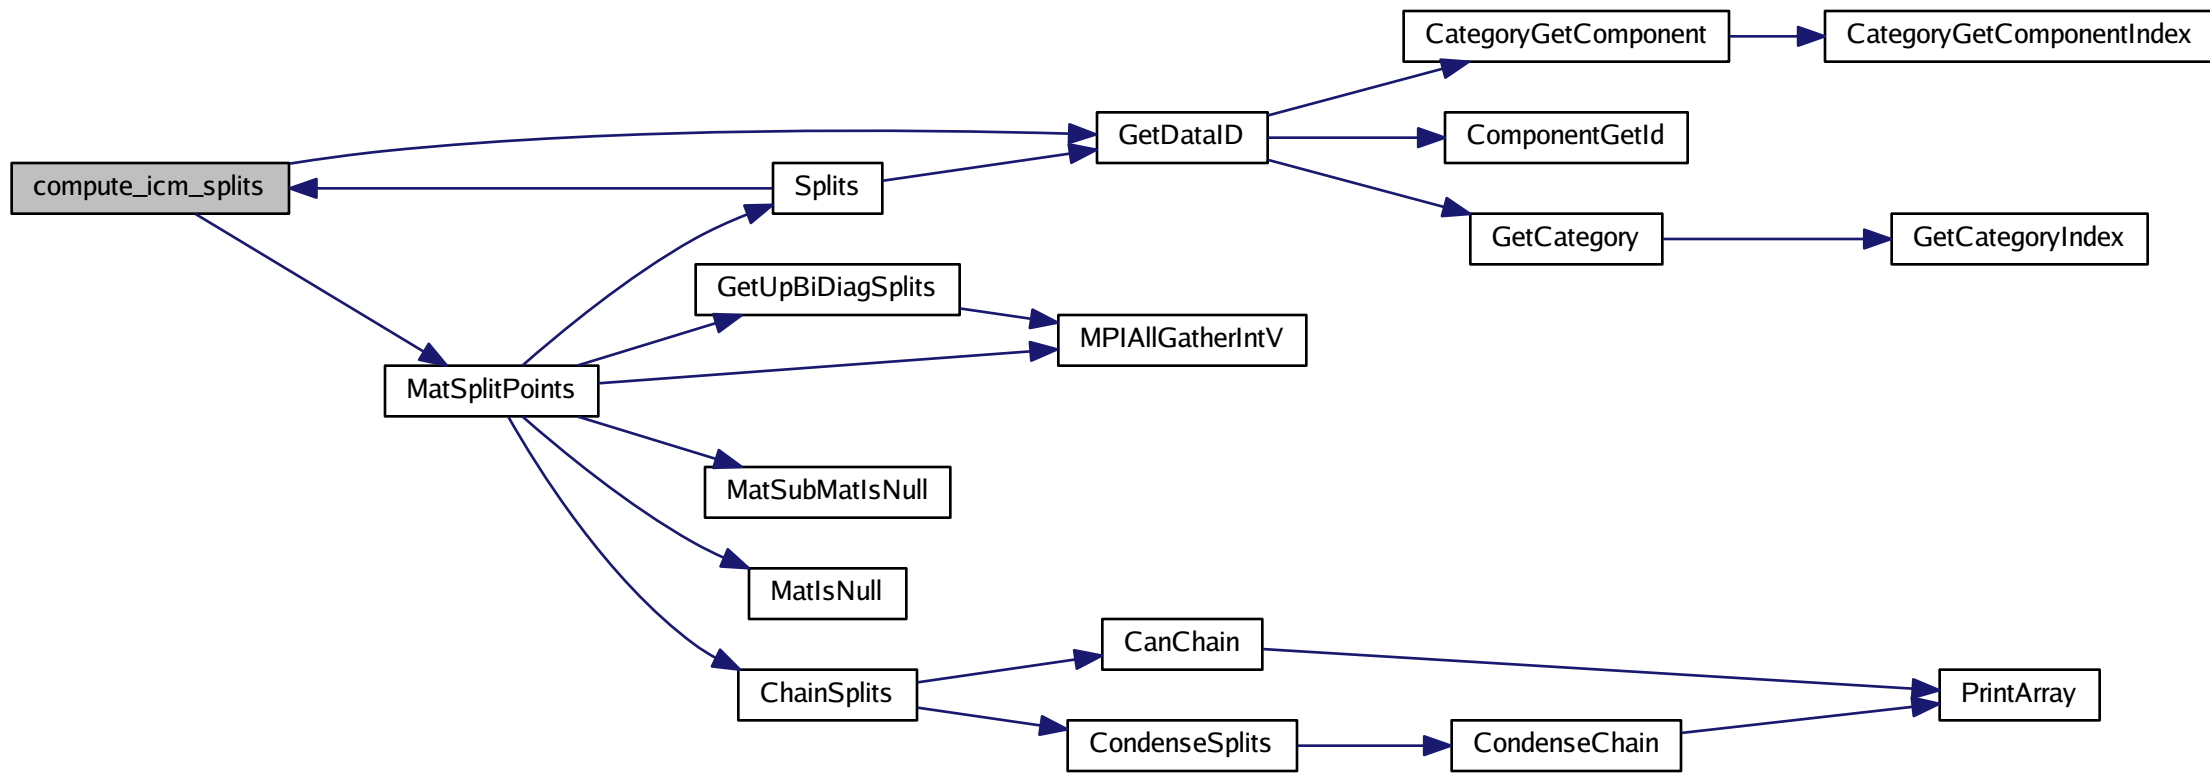 CategoryGetComponent
CategoryGetComponentIndex
GetDataID
ComponentGetId
compute_icm_splits
Splits
GetCategory
GetCategoryIndex
GetUpBiDiagSplits
MPIAllGatherIntV
MatSplitPoints
MatSubMatIsNull
MatIsNull
CanChain
ChainSplits
PrintArray
CondenseSplits
CondenseChain